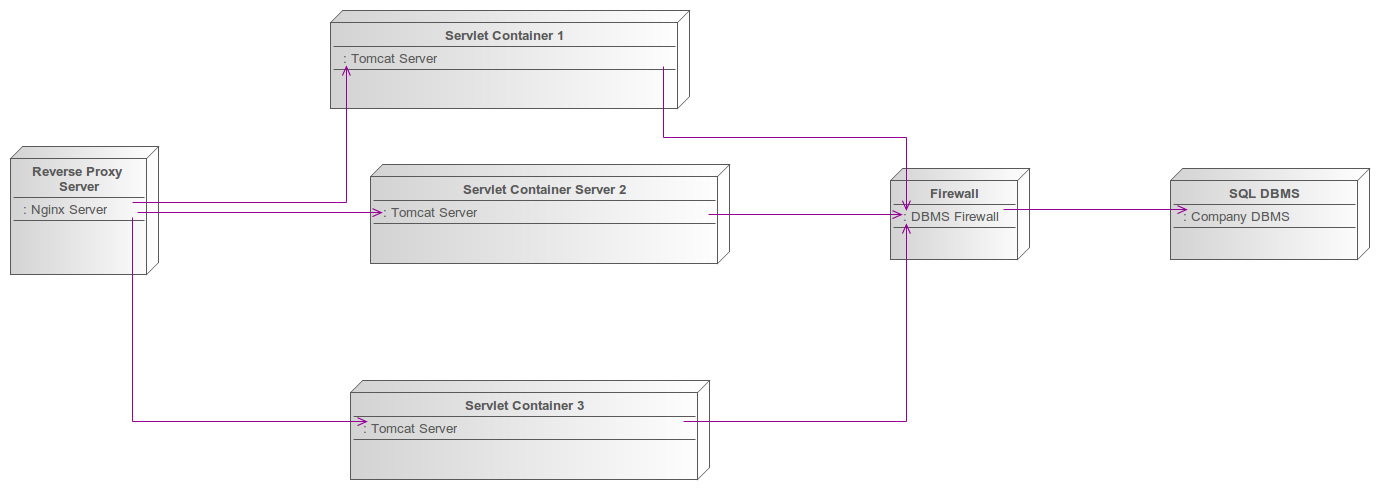 Servlet Container 1
: Tomcat Server
Reverse Proxy
Server
: Nginx Server
Servlet Container Server 2
: Tomcat Server
Firewall
: DBMS Firewall
SQL DBMS
: Company DBMS
Servlet Container 3
: Tomcat Server